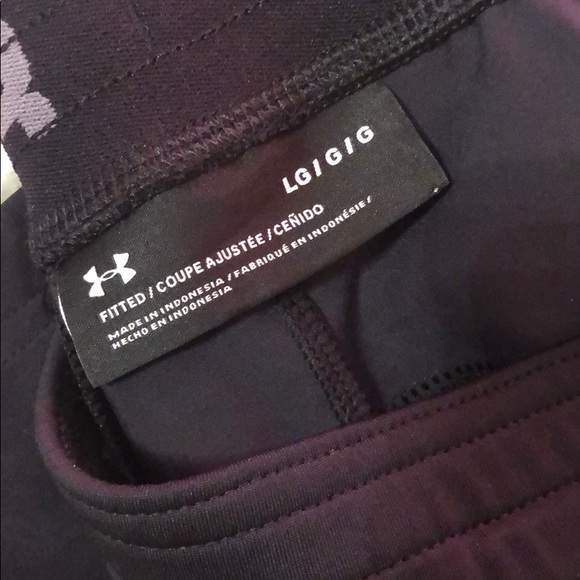 LG / G / G
FITTED / COUPE AJUSTÉE / CEÑIDO
MADE IN INDONESIA / FABRIQUÉ EN INDONÉSIE /
HECHO EN INDONESIA